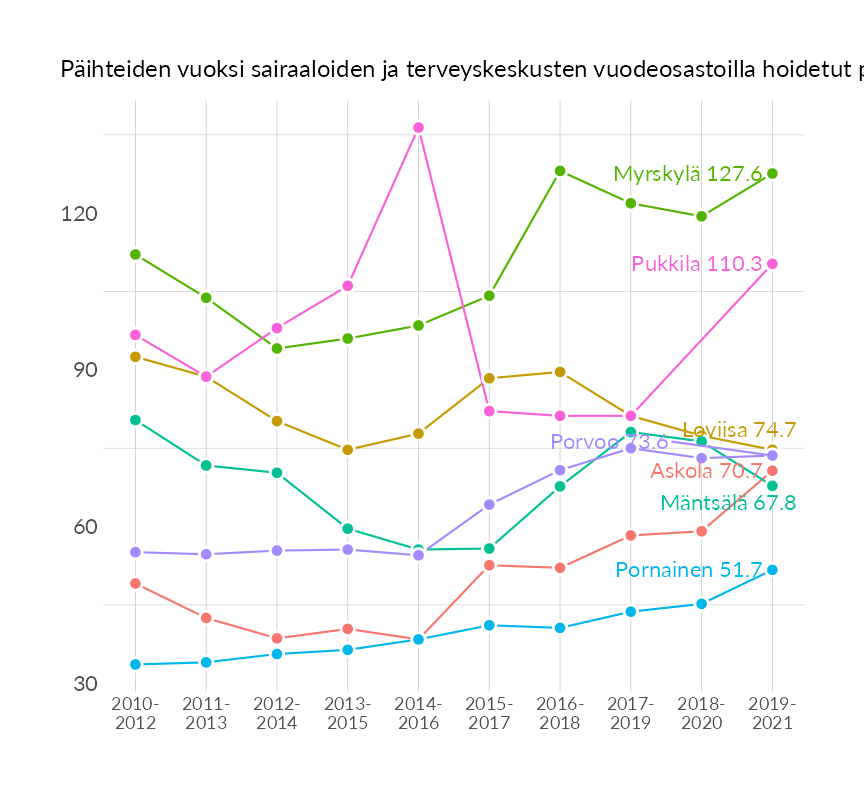 Päihteiden vuoksi sairaaloiden ja terveyskeskusten vuodeosastoilla hoidetut
Myrskylä 127.6
120
Pukkila 110.3
90
Loviisa 74.7
Porvoo 73.6
Askola 70.7
Mäntsälä 67.8
60
Pornainen 51.7
30
2010- 2011- 2012- 2013- 2014- 2015- 2016- 2017- 2018- 2019-
2012 2013 2014 2015 2016 2017 2018 2019 2020 2021